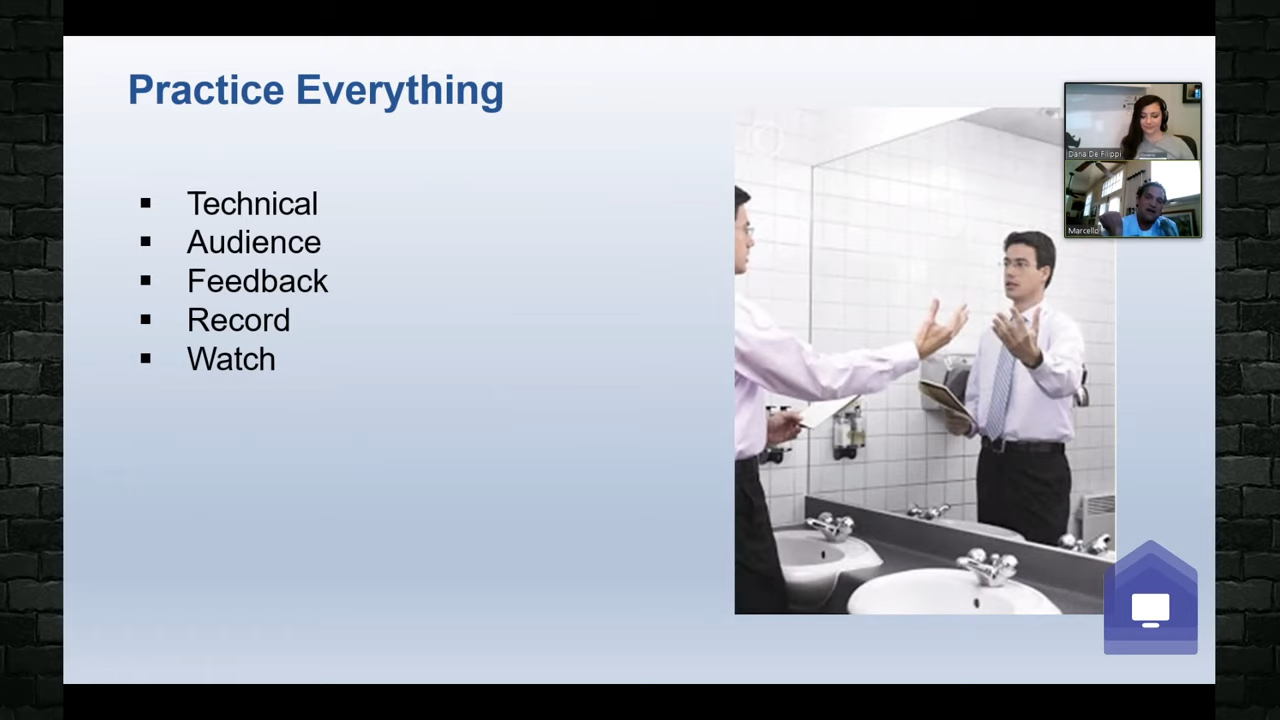 Practice Everything
Dana De Filippi
Marcello
▪ Technical
▪ Audience
▪ Feedback
▪ Record
▪ Watch